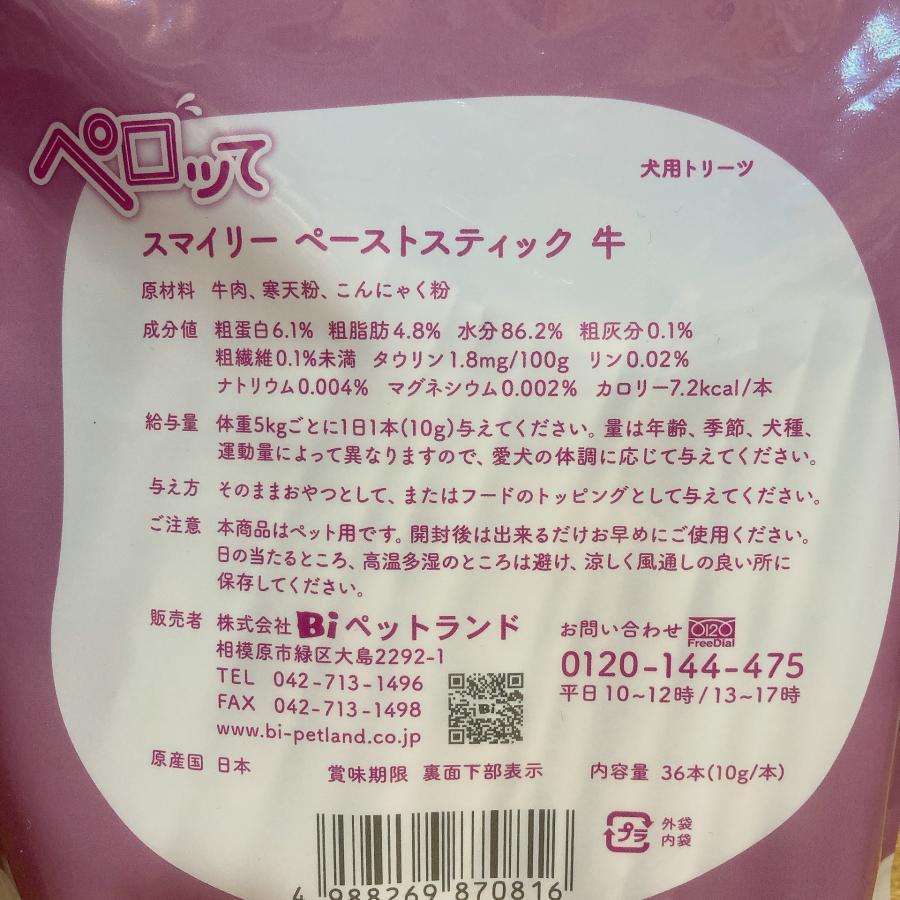 ペロッて
犬用トリーツ
スマイリー ペーストスティック 牛
原材料 牛肉、寒天粉、こんにゃく粉
成分値 粗蛋白6.1% 粗脂肪4.8% 水分86.2% 粗灰分0.1%
粗繊維0.1%未満 タウリン1.8mg/100g リン0.02%
ナトリウム0.004% マグネシウム0.002% カロリー7.2kcal/本
給与量 体重5kgごとに1日1本(10g)与えてください。量は年齢、季節、犬種、
運動量によって異なりますので、愛犬の体調に応じて与えてください。
与え方 そのままおやつとして、またはフードのトッピングとして与えてください。
ご注意 本商品はペット用です。開封後は出来るだけお早めにご使用ください。
日の当たるところ、高温多湿のところは避け、涼しく風通しの良い所に
保存してください。
販売者 株式会社 Bi ペットランド
相模原市緑区大島2292-1
TEL 042-713-1496
FAX 042-713-1498
www.bi-petland.co.jp
Bi
お問い合わせ 0120 FreeDial
0120-144-475
平日 10~12時 / 13~17時
原産国 日本
賞味期限 裏面下部表示
内容量 36本(10g/本)
プラ 外袋
内袋
4 988269 870816